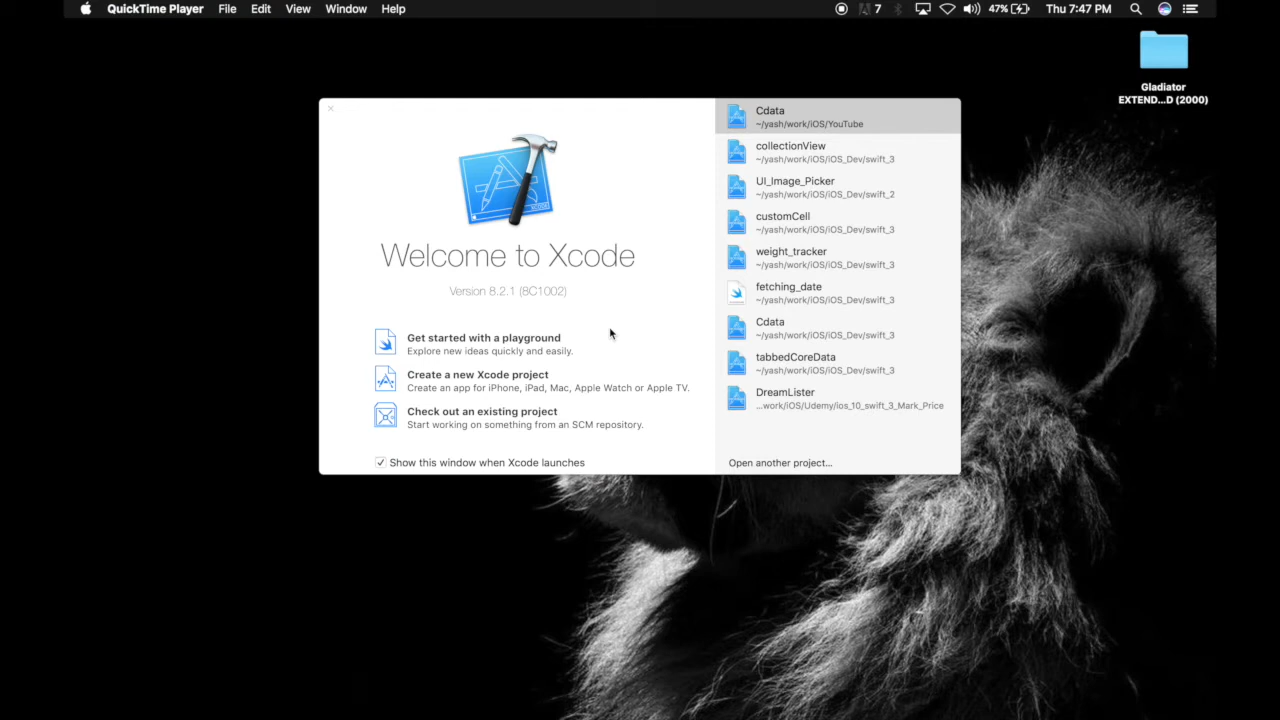 QuickTime Player File Edit View Window Help 7 47% Thu 7:47 PM
Gladiator
EXTEND...D (2000)
Welcome to Xcode
Version 8.2.1 (8C1002)
Get started with a playground
Explore new ideas quickly and easily.
Create a new Xcode project
Create an app for iPhone, iPad, Mac, Apple Watch or Apple TV.
Check out an existing project
Start working on something from an SCM repository.
Show this window when Xcode launches
Cdata
~/yash/work/iOS/YouTube
collectionView
~/yash/work/iOS/iOS_Dev/swift_3
UI_Image_Picker
~/yash/work/iOS/iOS_Dev/swift_2
customCell
~/yash/work/iOS/iOS_Dev/swift_3
weight_tracker
~/yash/work/iOS/iOS_Dev/swift_3
fetching_date
~/yash/work/iOS/iOS_Dev/swift_3
Cdata
~/yash/work/iOS/iOS_Dev/swift_3
tabbedCoreData
~/yash/work/iOS/iOS_Dev/swift_3
DreamLister
...work/iOS/Udemy/ios_10_swift_3_Mark_Price
Open another project...